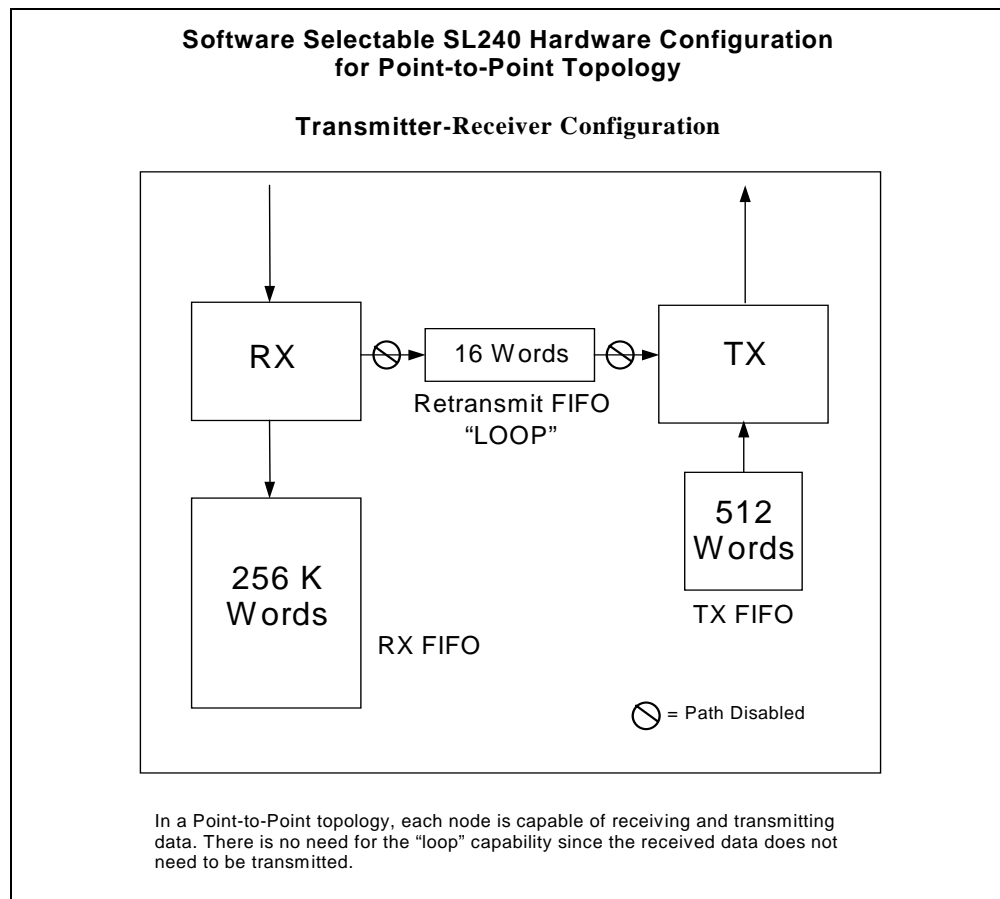 Software Selectable SL240 Hardware Configuration
for Point-to-Point Topology
Transmitter-Receiver Configuration
RX
16 Words
TX
Retransmit FIFO
“LOOP”
512
Words
256 K
Words
TX FIFO
RX FIFO
= Path Disabled
In a Point-to-Point topology, each node is capable of receiving and transmitting
data. There is no need for the “loop” capability since the received data does not
need to be transmitted.